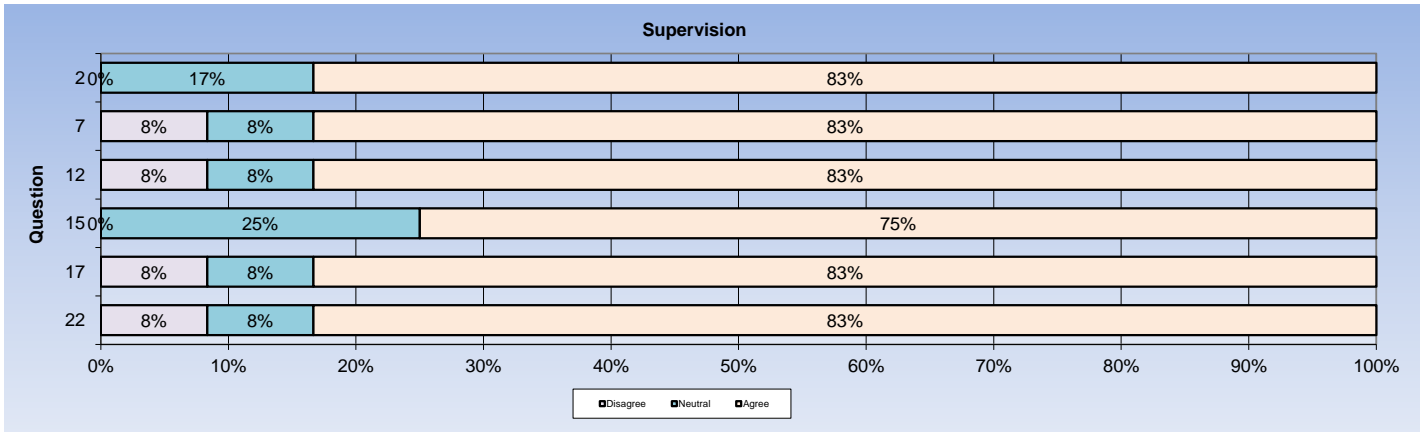 Supervision
Question
2 0% 17% 83%
7 8% 8% 83%
12 8% 8% 83%
15 0% 25% 75%
17 8% 8% 83%
22 8% 8% 83%
0% 10% 20% 30% 40% 50% 60% 70% 80% 90% 100%
Disagree Neutral Agree